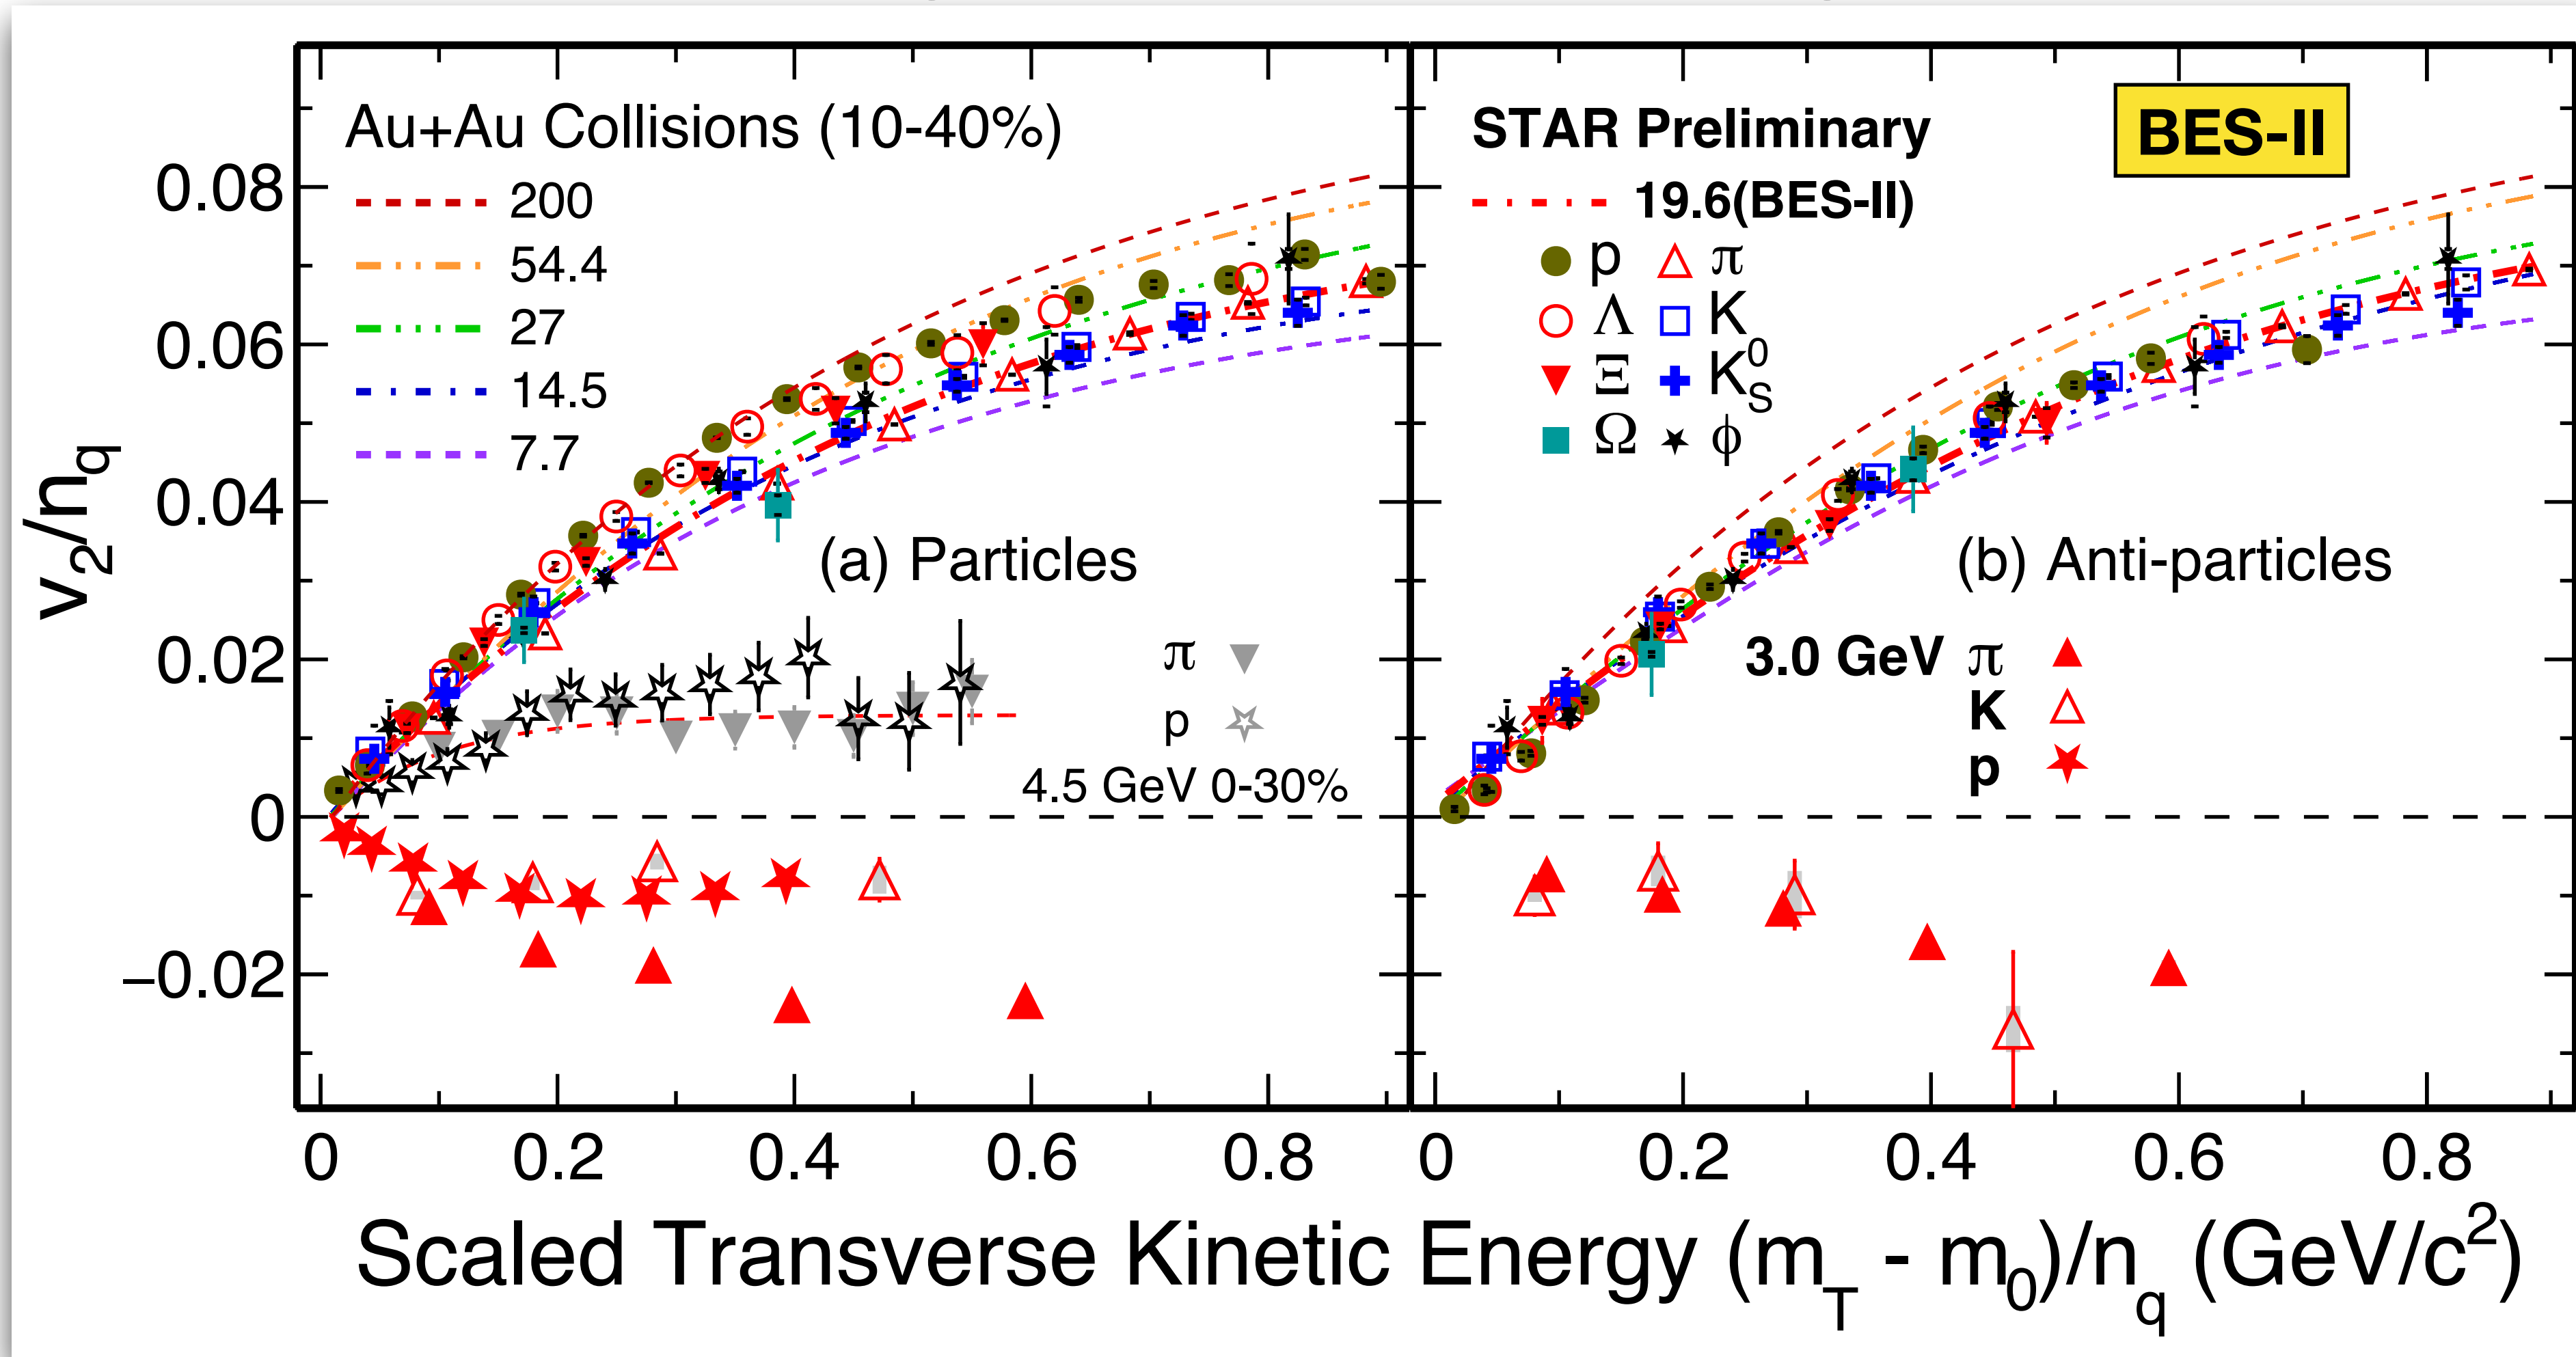 Au+Au Collisions (10-40%)
200
54.4
27
14.5
7.7
STAR Preliminary
BES-II
19.6(BES-II)
p π
Λ K
Ξ K⁰_S
Ω ϕ
(a) Particles
π
p
4.5 GeV 0-30%
(b) Anti-particles
3.0 GeV π
K
p
v₂/n_q
0.08
0.06
0.04
0.02
0
−0.02
0 0.2 0.4 0.6 0.8 0 0.2 0.4 0.6 0.8
Scaled Transverse Kinetic Energy (m_T - m₀)/n_q (GeV/c²)